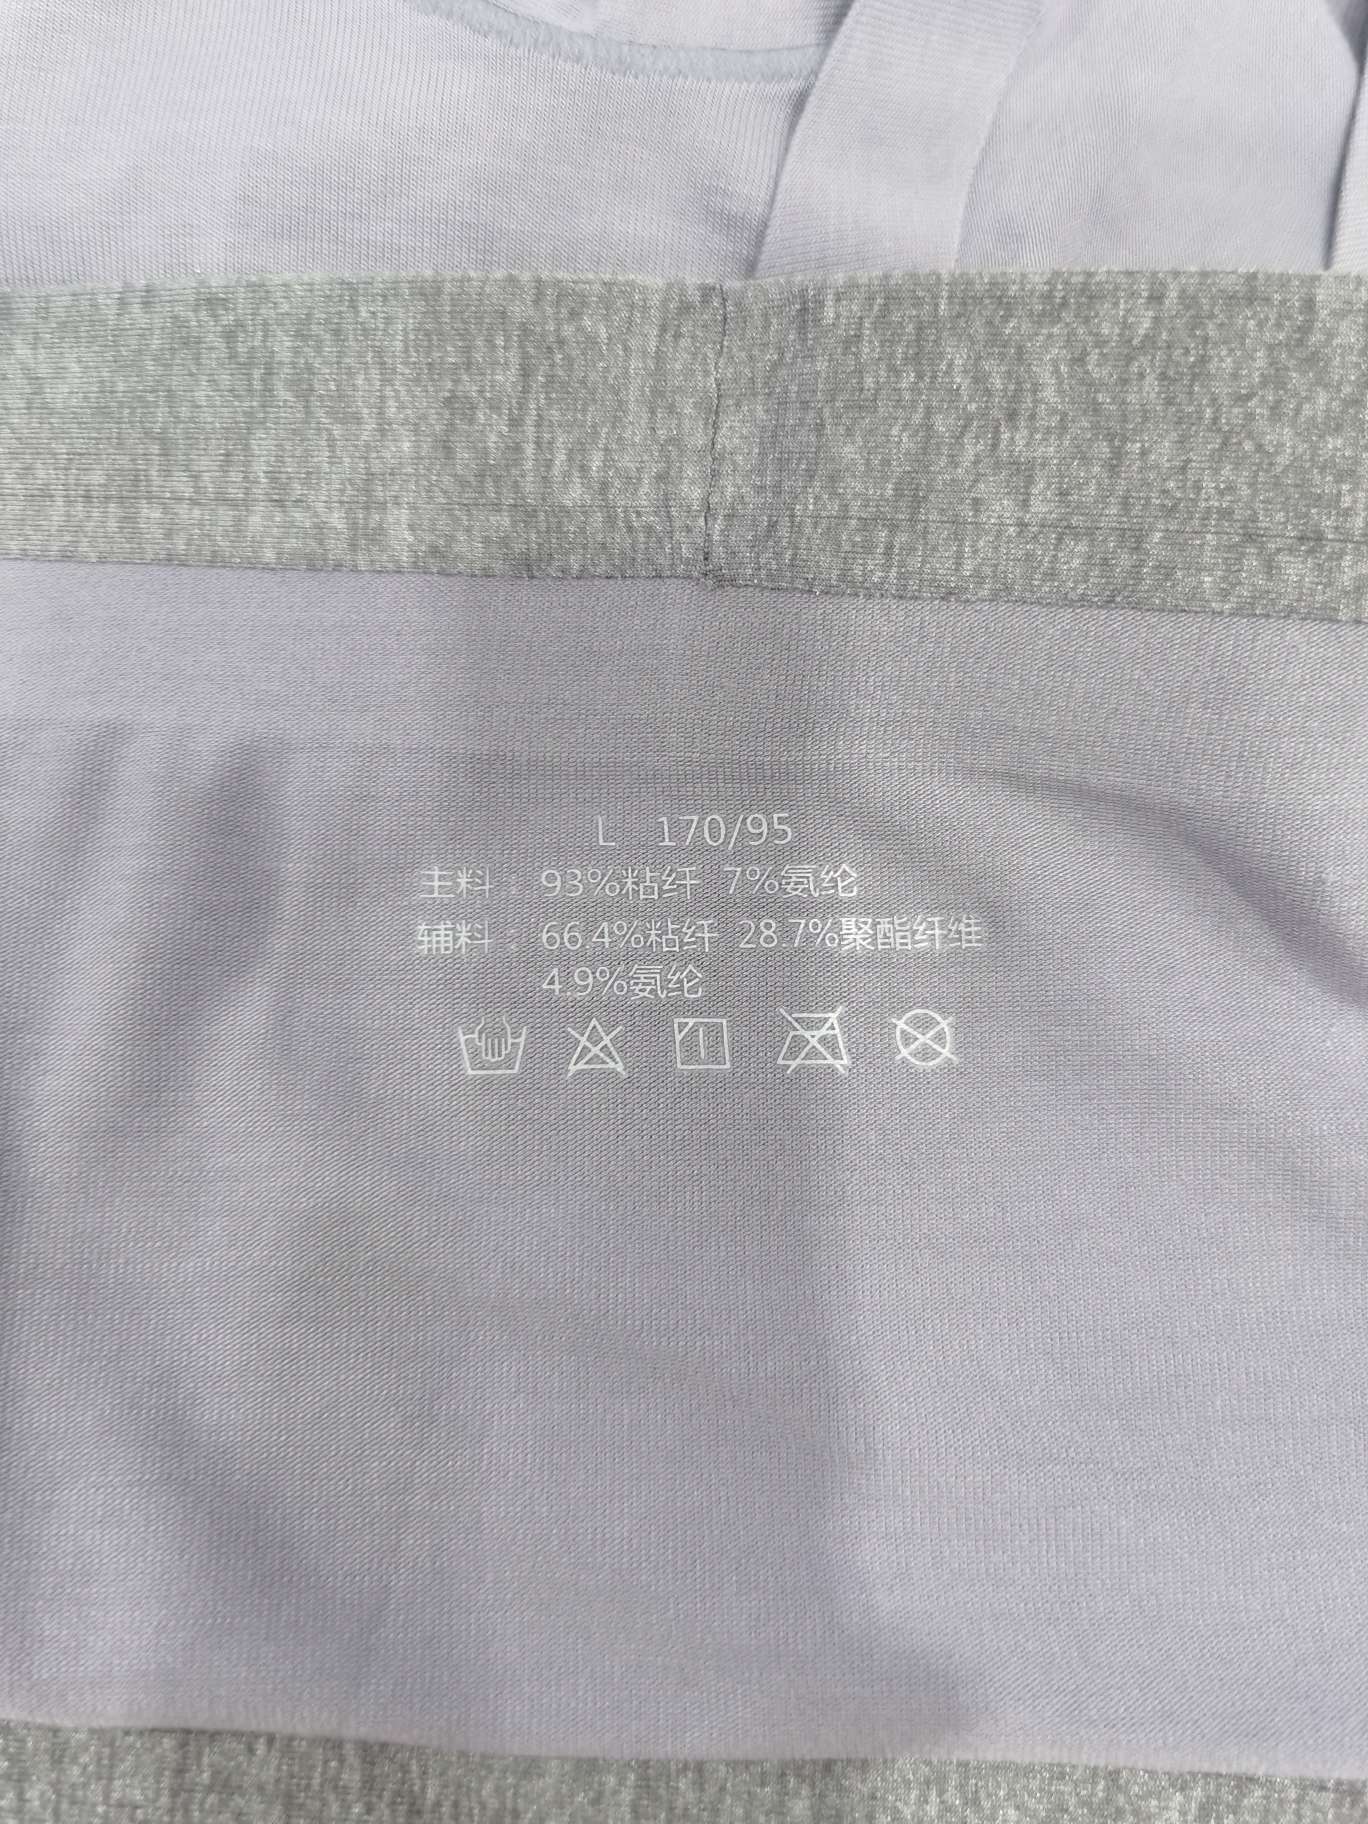 L 170/95
主料：93%粘纤 7%氨纶
辅料：66.4%粘纤 28.7%聚酯纤维
4.9%氨纶